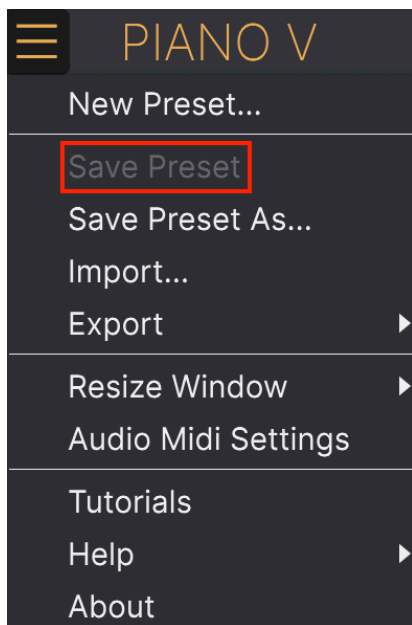 PIANO V
New Preset...
Save Preset
Save Preset As...
Import...
Export
Resize Window
Audio Midi Settings
Tutorials
Help
About